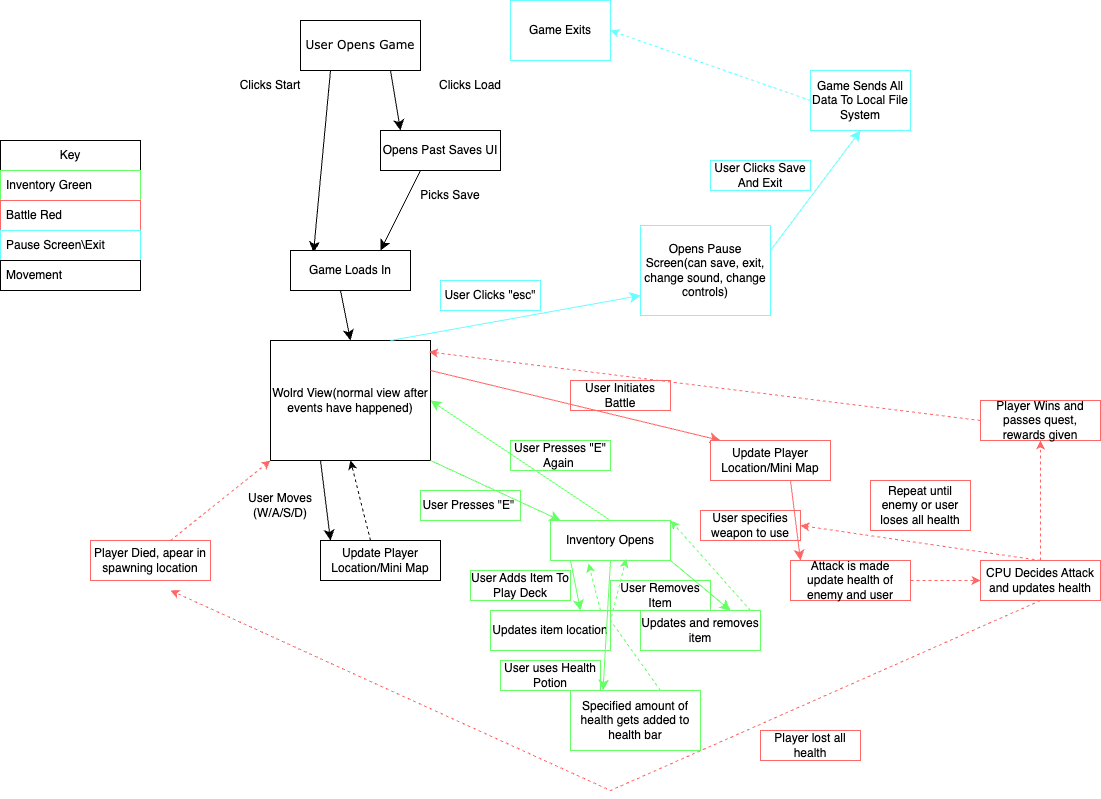 Game Exits
User Opens Game
Clicks Start
Clicks Load
Game Sends All
Data To Local File
System
Opens Past Saves UI
Key
Inventory Green
Battle Red
Pause Screen\Exit
Movement
User Clicks Save
And Exit
Picks Save
Opens Pause
Screen(can save, exit,
change sound, change
controls)
Game Loads In
User Clicks "esc"
Wolrd View(normal view after
events have happened)
User Initiates
Battle
Player Wins and
passes quest,
rewards given
User Presses "E"
Again
Update Player
Location/Mini Map
User Moves
(W/A/S/D)
User Presses "E"
Repeat until
enemy or user
loses all health
User specifies
weapon to use
Inventory Opens
Player Died, apear in
spawning location
Update Player
Location/Mini Map
Attack is made
update health of
enemy and user
CPU Decides Attack
and updates health
User Adds Item To
Play Deck
User Removes
Item
Updates item location
Updates and removes
item
User uses Health
Potion
Specified amount of
health gets added to
health bar
Player lost all
health